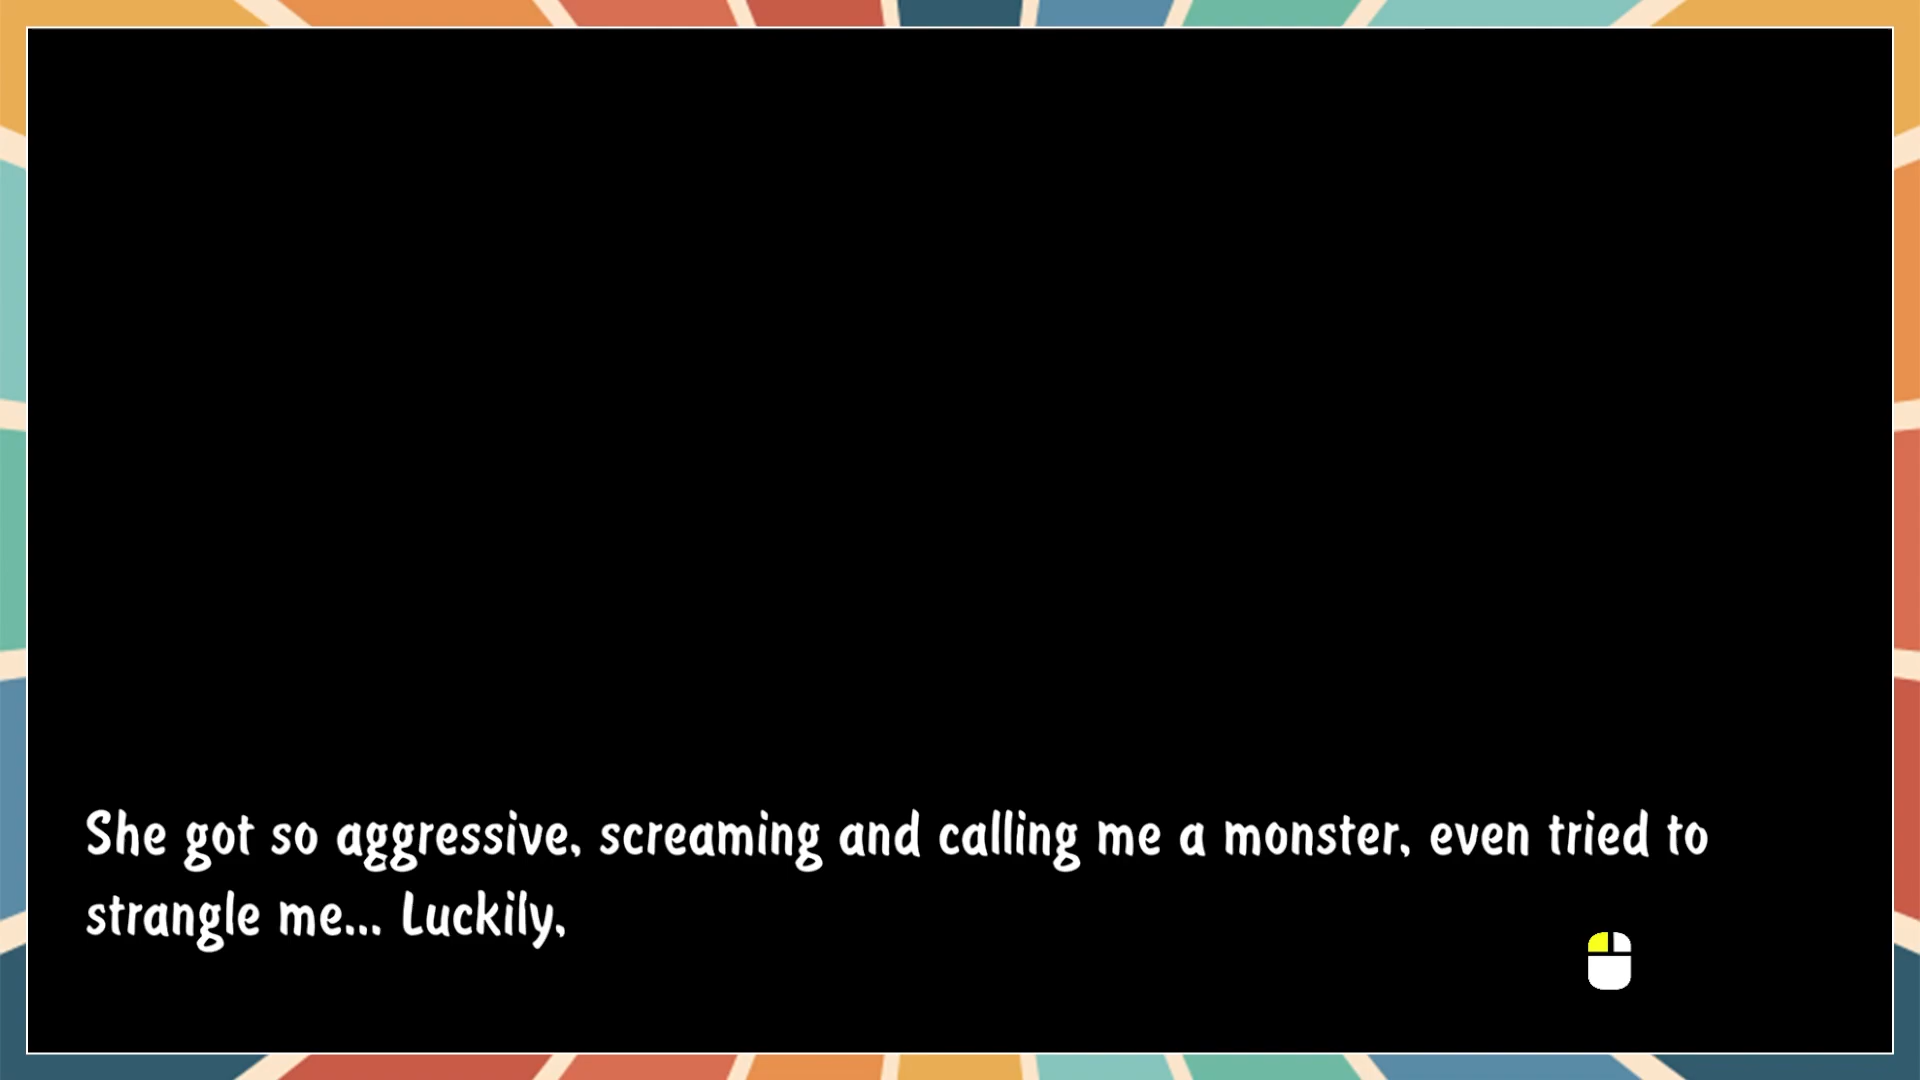 She got so aggressive, screaming and calling me a monster, even tried to
strangle me... Luckily,